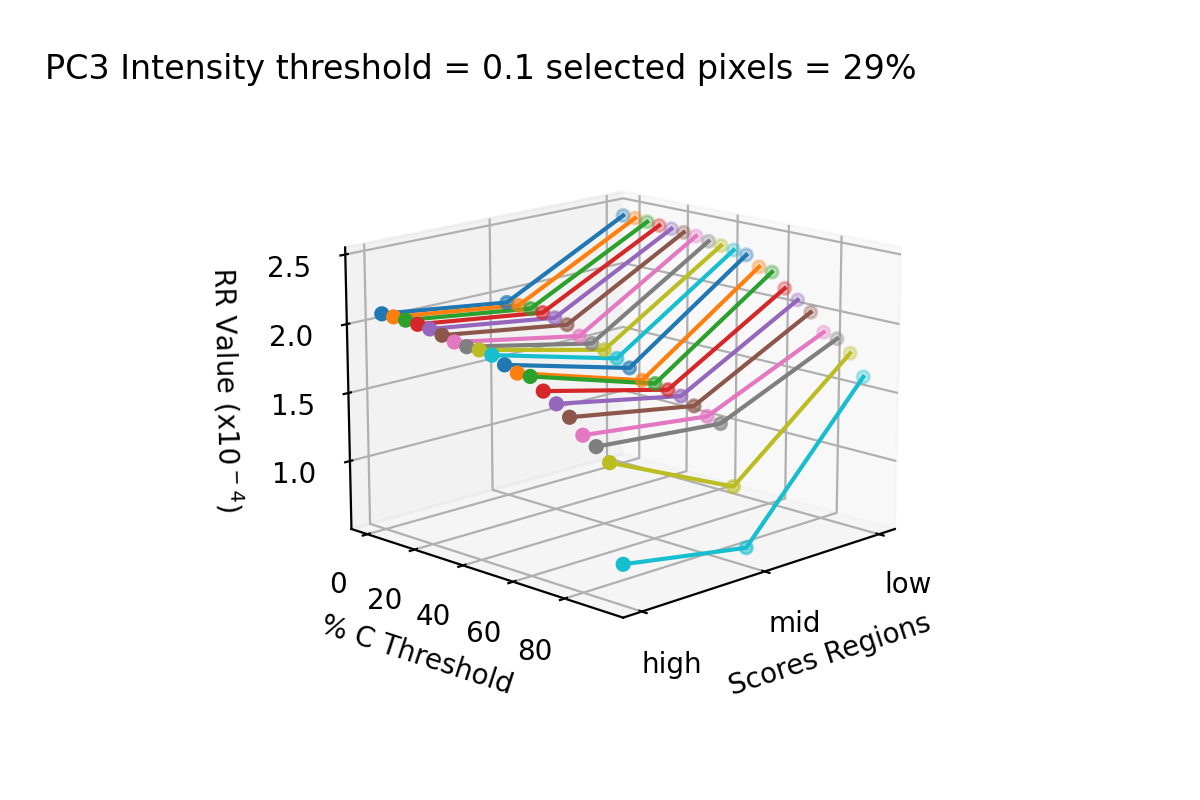 PC3 Intensity threshold = 0.1 selected pixels = 29%
RR Value (x10⁻⁴)
2.5
2.0
1.5
1.0
0
20
40
60
80
% C Threshold
high
mid
low
Scores Regions